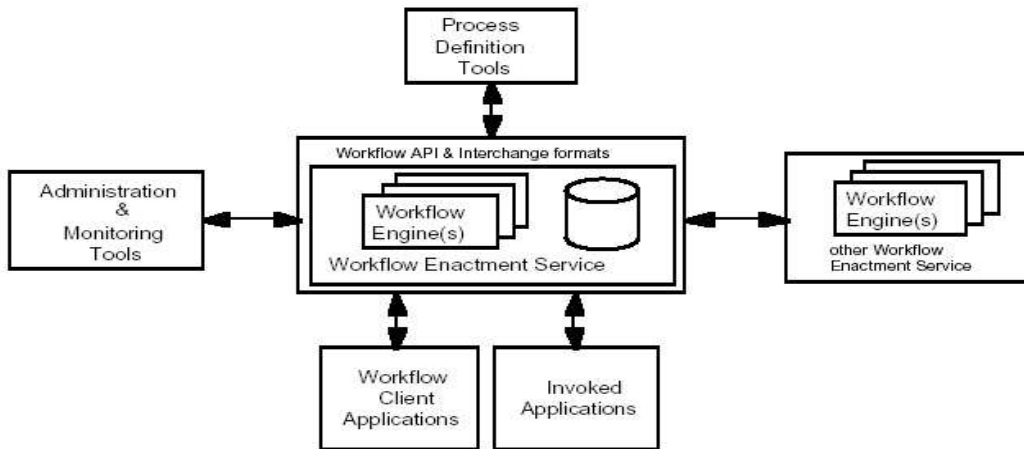 Process
Definition
Tools
Workflow API & Interchange formats
Administration
&
Monitoring
Tools
Workflow
Engine(s)
Workflow Enactment Service
Workflow
Engine(s)
other Workflow
Enactment Service
Workflow
Client
Applications
Invoked
Applications